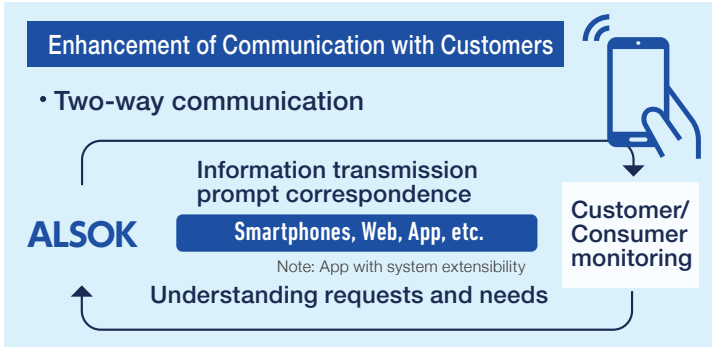 Enhancement of Communication with Customers
・Two-way communication
Information transmission
prompt correspondence
ALSOK
Smartphones, Web, App, etc.
Customer/
Consumer
monitoring
Note: App with system extensibility
Understanding requests and needs